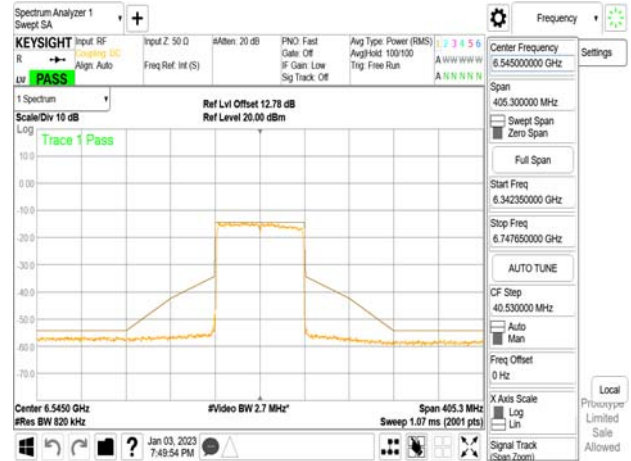 Spectrum Analyzer 1
Swept SA
+
Frequency
KEYSIGHT
R
LV PASS
Input: RF
Coupling: DC
Align: Auto
Input Z: 50 Ω
Freq Ref: Int (S)
#Atten: 20 dB
PNO: Fast
Gate: Off
IF Gain: Low
Sig Track: Off
Avg Type: Power (RMS)
Avg|Hold: 100/100
Trig: Free Run
1 2 3 4 5 6
A W W W W W
A N N N N N
1 Spectrum
Scale/Div 10 dB
Ref Lvl Offset 12.78 dB
Ref Level 20.00 dBm
Log
Trace 1 Pass
10.0
0.00
-10.0
-20.0
-30.0
-40.0
-50.0
-60.0
-70.0
Center 6.5450 GHz
#Res BW 820 kHz
#Video BW 2.7 MHz*
Span 405.3 MHz
Sweep 1.07 ms (2001 pts)
Jan 03, 2023
7:49:54 PM
?
Center Frequency
6.545000000 GHz
Settings
Span
405.300000 MHz
Swept Span
Zero Span
Full Span
Start Freq
6.342350000 GHz
Stop Freq
6.747650000 GHz
AUTO TUNE
CF Step
40.530000 MHz
Auto
Man
Freq Offset
0 Hz
X Axis Scale
Log
Lin
Signal Track
(Span Zoom)
Local
Prototype
Limited
Sale
Allowed